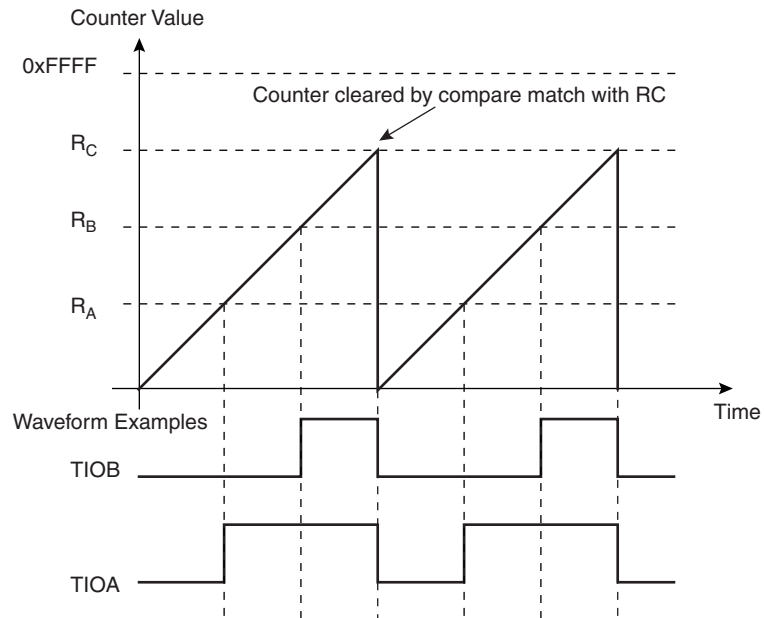 Counter Value
0xFFFF
Counter cleared by compare match with RC
RC
RB
RA
Time
Waveform Examples
TIOB
TIOA